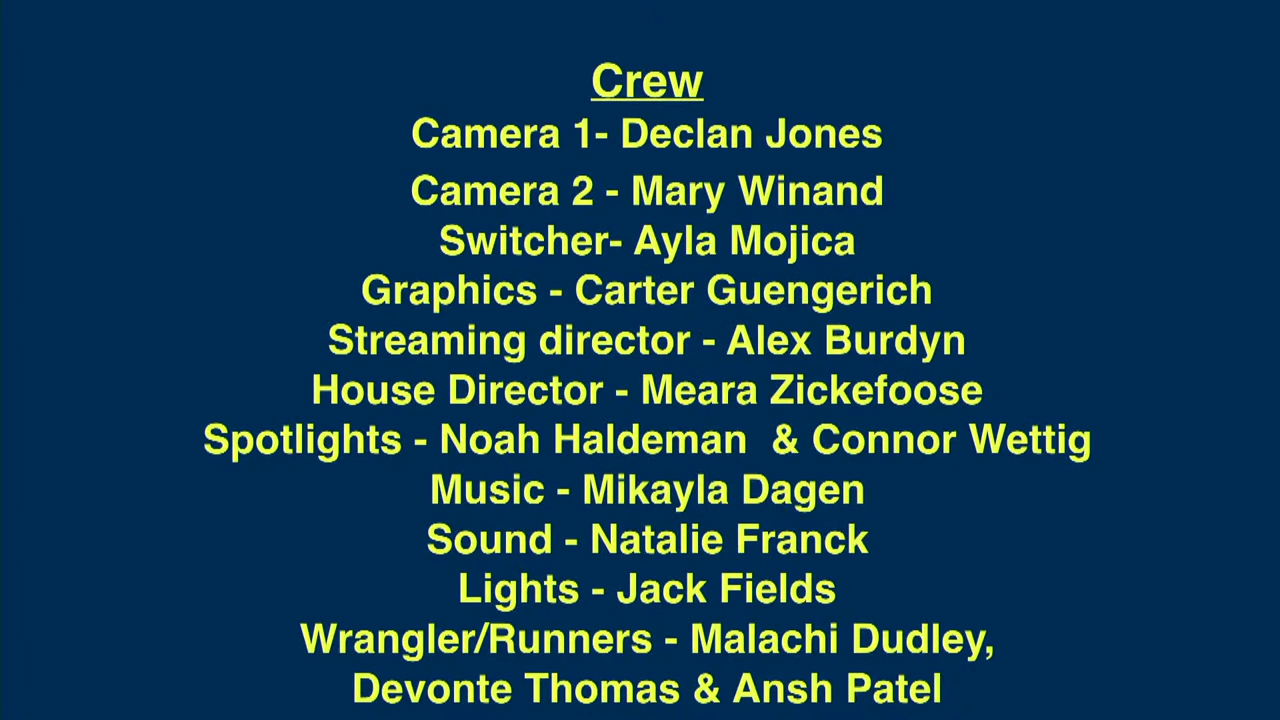 Crew
Camera 1- Declan Jones
Camera 2 - Mary Winand
Switcher- Ayla Mojica
Graphics - Carter Guengerich
Streaming director - Alex Burdyn
House Director - Meara Zickefoose
Spotlights - Noah Haldeman  & Connor Wettig
Music - Mikayla Dagen
Sound - Natalie Franck
Lights - Jack Fields
Wrangler/Runners - Malachi Dudley,
Devonte Thomas & Ansh Patel